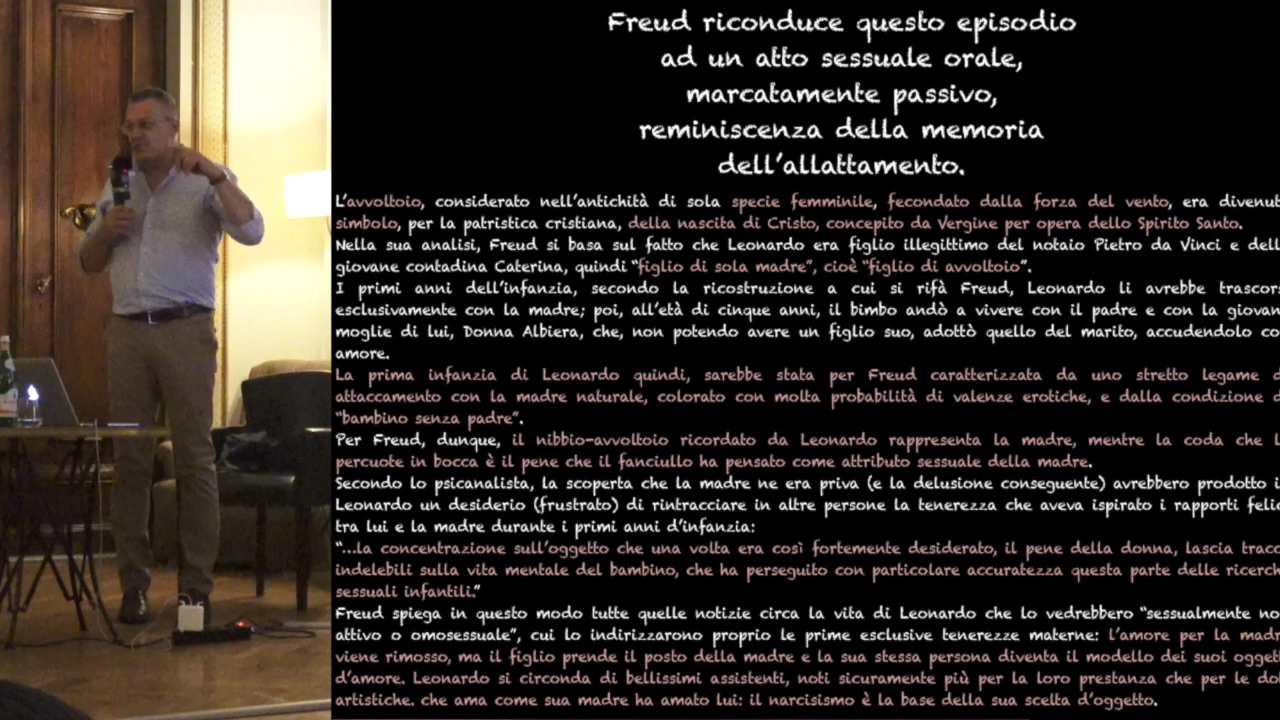 Freud riconduce questo episodio
ad un atto sessuale orale,
marcatamente passivo,
reminiscenza della memoria
dell'allattamento.
L'avvoltoio, considerato nell'antichità di sola specie femminile, fecondato dalla forza del vento, era divenut
simbolo, per la patristica cristiana, della nascita di Cristo, concepito da Vergine per opera dello Spirito Santo.
Nella sua analisi, Freud si basa sul fatto che Leonardo era figlio illegittimo del notaio Pietro da Vinci e dell
giovane contadina Caterina, quindi "figlio di sola madre", cioè "figlio di avvoltoio".
I primi anni dell'infanzia, secondo la ricostruzione a cui si rifà Freud, Leonardo li avrebbe trascors
esclusivamente con la madre; poi, all'età di cinque anni, il bimbo andò a vivere con il padre e con la giovan
moglie di lui, Donna Albiera, che, non potendo avere un figlio suo, adottò quello del marito, accudendolo co
amore.
La prima infanzia di Leonardo quindi, sarebbe stata per Freud caratterizzata da uno stretto legame d
attaccamento con la madre naturale, colorato con molta probabilità di valenze erotiche, e dalla condizione d
"bambino senza padre".
Per Freud, dunque, il nibbio-avvoltoio ricordato da Leonardo rappresenta la madre, mentre la coda che l
percuote in bocca è il pene che il fanciullo ha pensato come attributo sessuale della madre.
Secondo lo psicanalista, la scoperta che la madre ne era priva (e la delusione conseguente) avrebbero prodotto i
Leonardo un desiderio (frustrato) di rintracciare in altre persone la tenerezza che aveva ispirato i rapporti felic
tra lui e la madre durante i primi anni d'infanzia:
"...la concentrazione sull'oggetto che una volta era così fortemente desiderato, il pene della donna, lascia tracc
indelebili sulla vita mentale del bambino, che ha perseguito con particolare accuratezza questa parte delle ricerch
sessuali infantili."
Freud spiega in questo modo tutte quelle notizie circa la vita di Leonardo che lo vedrebbero "sessualmente no
attivo o omosessuale", cui lo indirizzarono proprio le prime esclusive tenerezze materne: l'amore per la madr
viene rimosso, ma il figlio prende il posto della madre e la sua stessa persona diventa il modello dei suoi ogget
d'amore. Leonardo si circonda di bellissimi assistenti, noti sicuramente più per la loro prestanza che per le do
artistiche. che ama come sua madre ha amato lui: il narcisismo è la base della sua scelta d'oggetto.